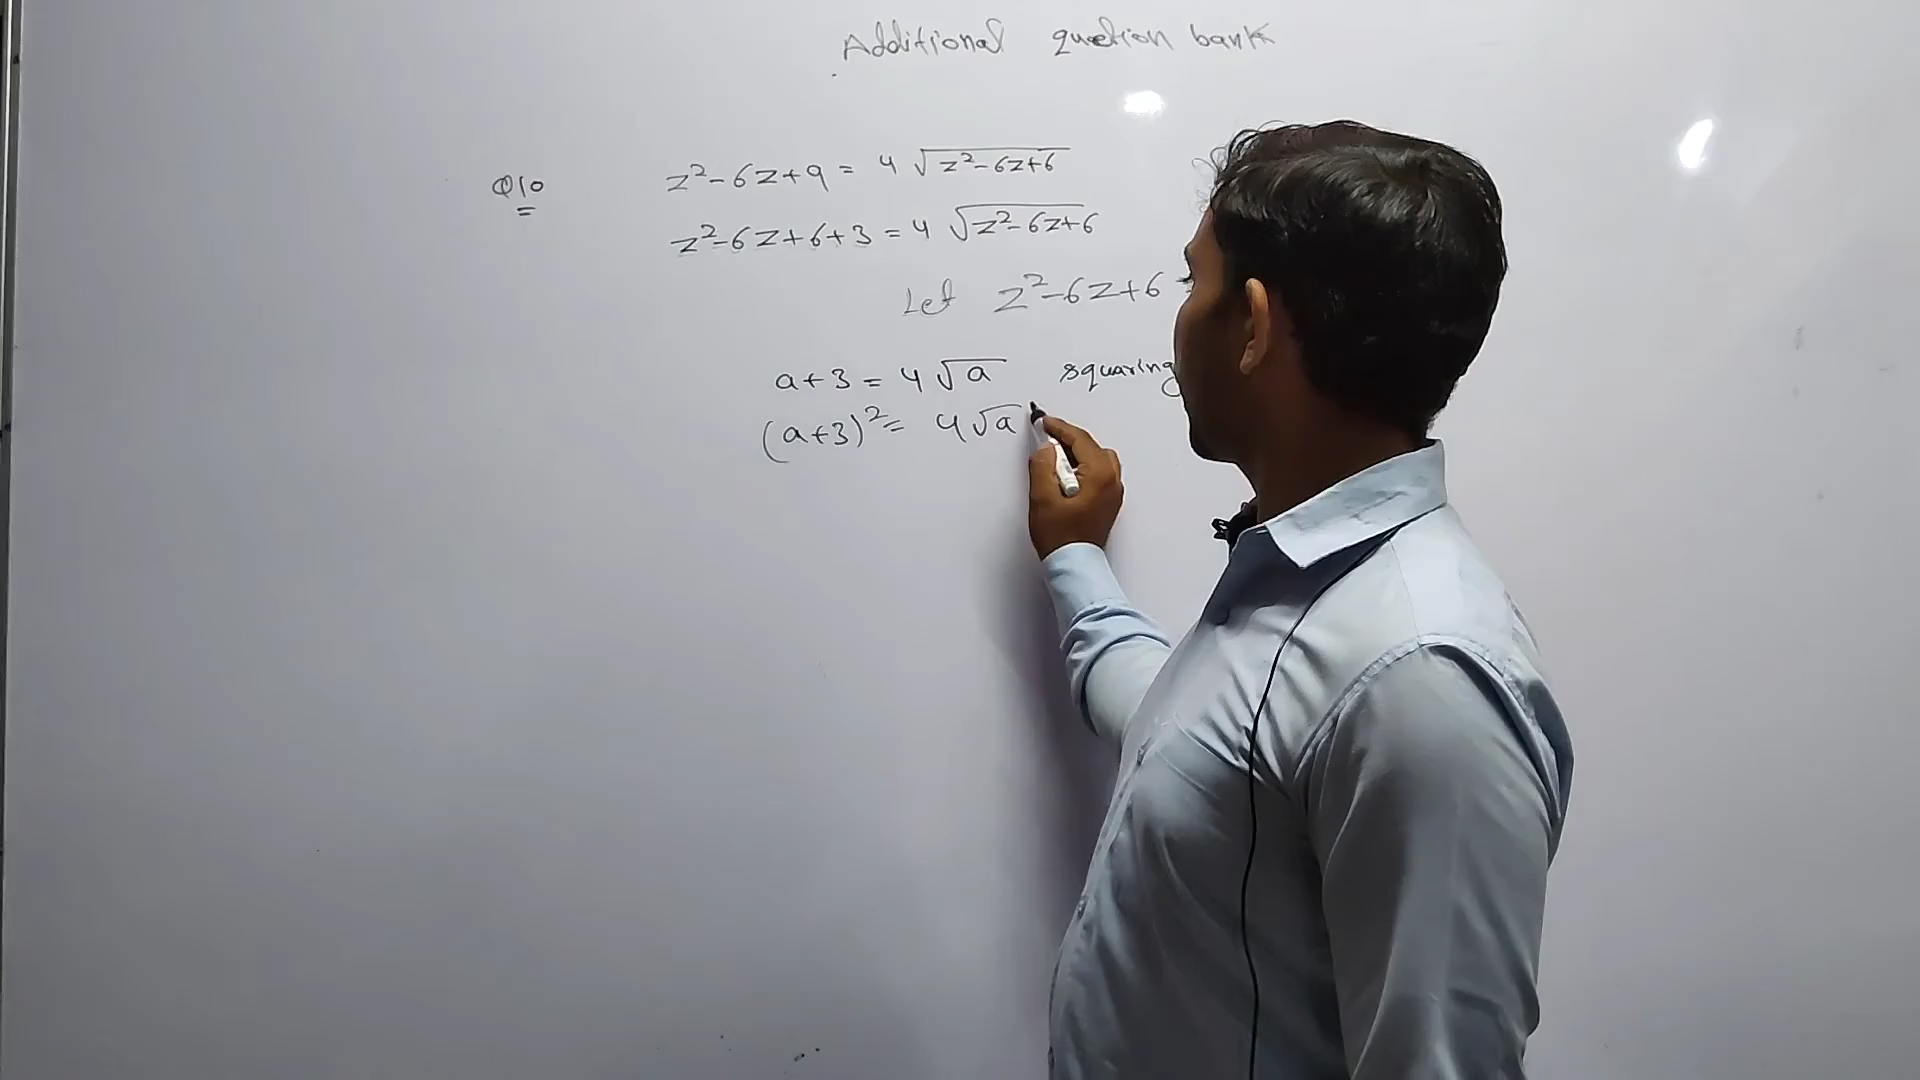 Additional question bank
Q10 z²-6z+9 = 4 √z²-6z+6
z²-6z+6+3 = 4 √z²-6z+6
Let z²-6z+6
a+3 = 4 √a squaring
(a+3)² = 4√a